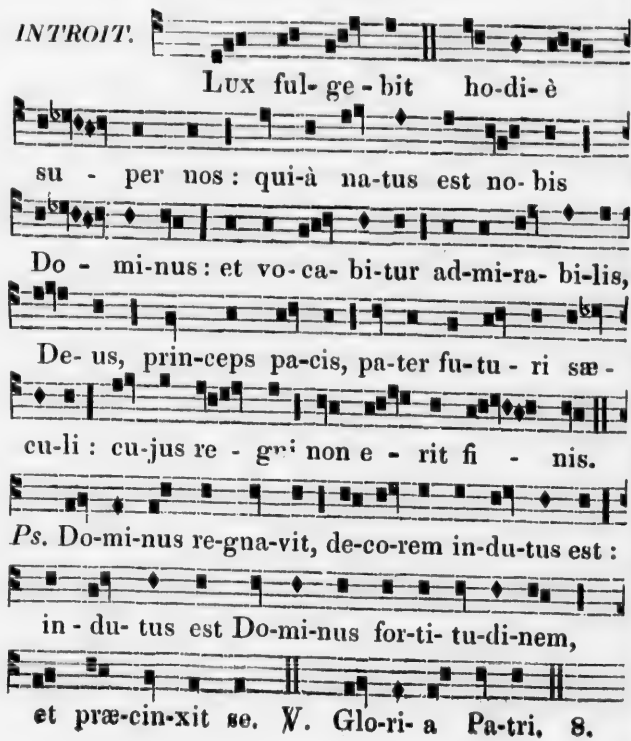 INTROIT.
Lux ful- ge - bit ho-di- è
su - per nos : qui-à na-tus est no- bis
Do - mi-nus : et vo- ca- bi-tur ad-mi-ra- bi-lis,
De- us, prin-ceps pa-cis, pa-ter fu-tu - ri sæ -
cu-li : cu-jus re - gni non e - rit fi - nis.
Ps. Do-mi-nus re-gna-vit, de-co-rem in-du-tus est :
in - du- tus est Do-mi-nus for-ti- tu-di-nem,
et præ-cin-xit se. ℣. Glo-ri- a Pa-tri. 8.